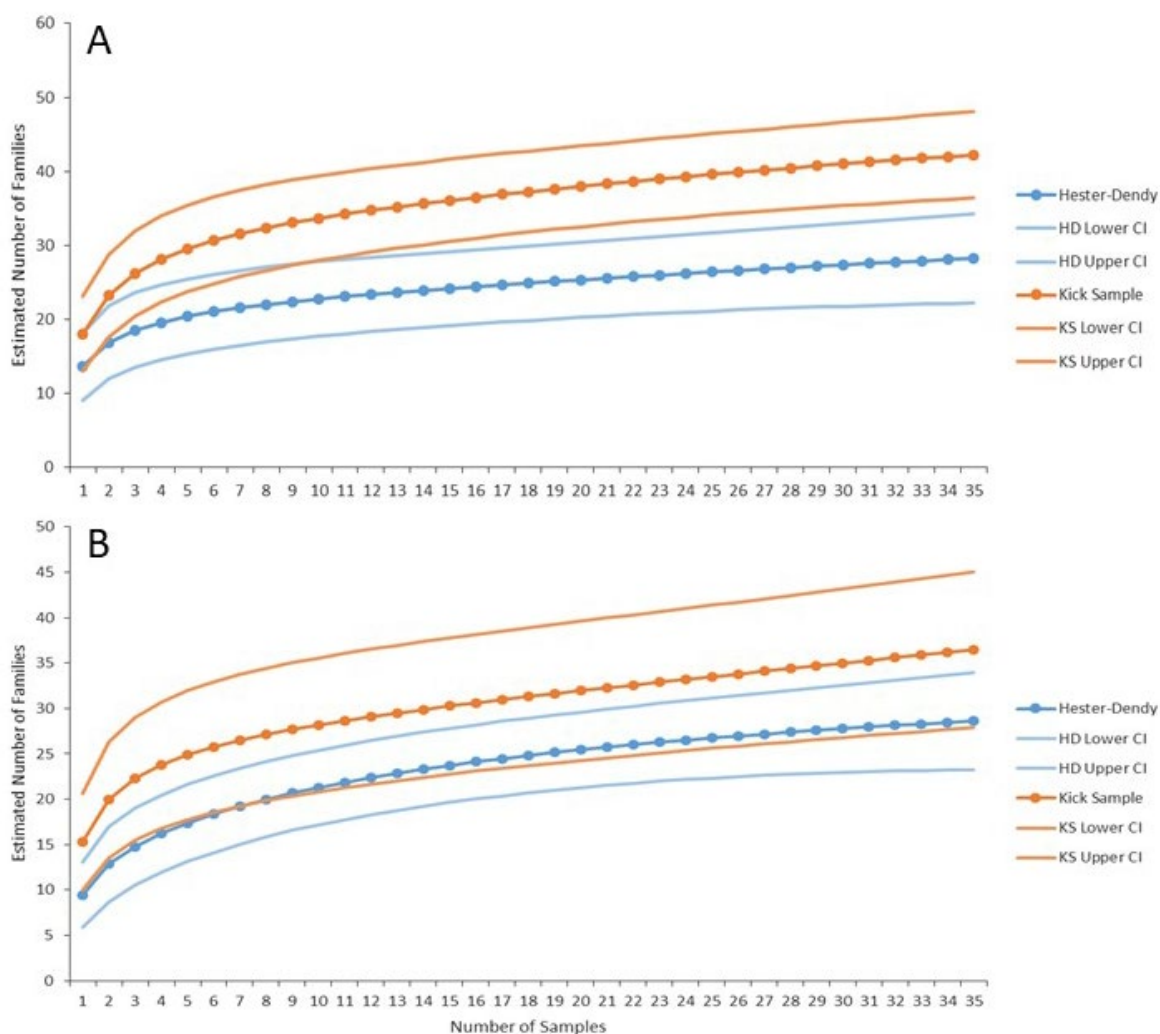 A
60
50
40
30
20
10
0
Estimated Number of Families
1 2 3 4 5 6 7 8 9 10 11 12 13 14 15 16 17 18 19 20 21 22 23 24 25 26 27 28 29 30 31 32 33 34 35
Hester-Dendy
HD Lower CI
HD Upper CI
Kick Sample
KS Lower CI
KS Upper CI
B
50
45
40
35
30
25
20
15
10
5
0
Estimated Number of Families
1 2 3 4 5 6 7 8 9 10 11 12 13 14 15 16 17 18 19 20 21 22 23 24 25 26 27 28 29 30 31 32 33 34 35
Number of Samples
Hester-Dendy
HD Lower CI
HD Upper CI
Kick Sample
KS Lower CI
KS Upper CI